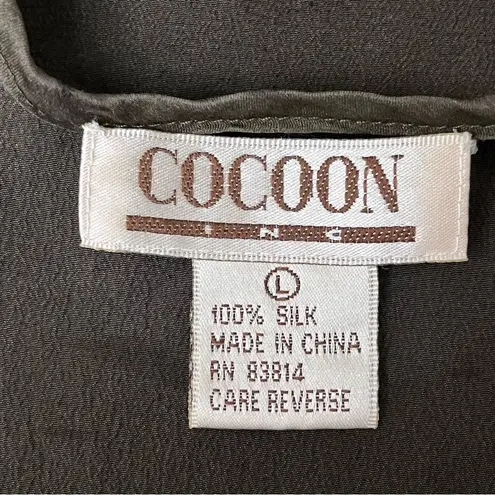 COCOON
INC
L
100% SILK
MADE IN CHINA
RN 83814
CARE REVERSE